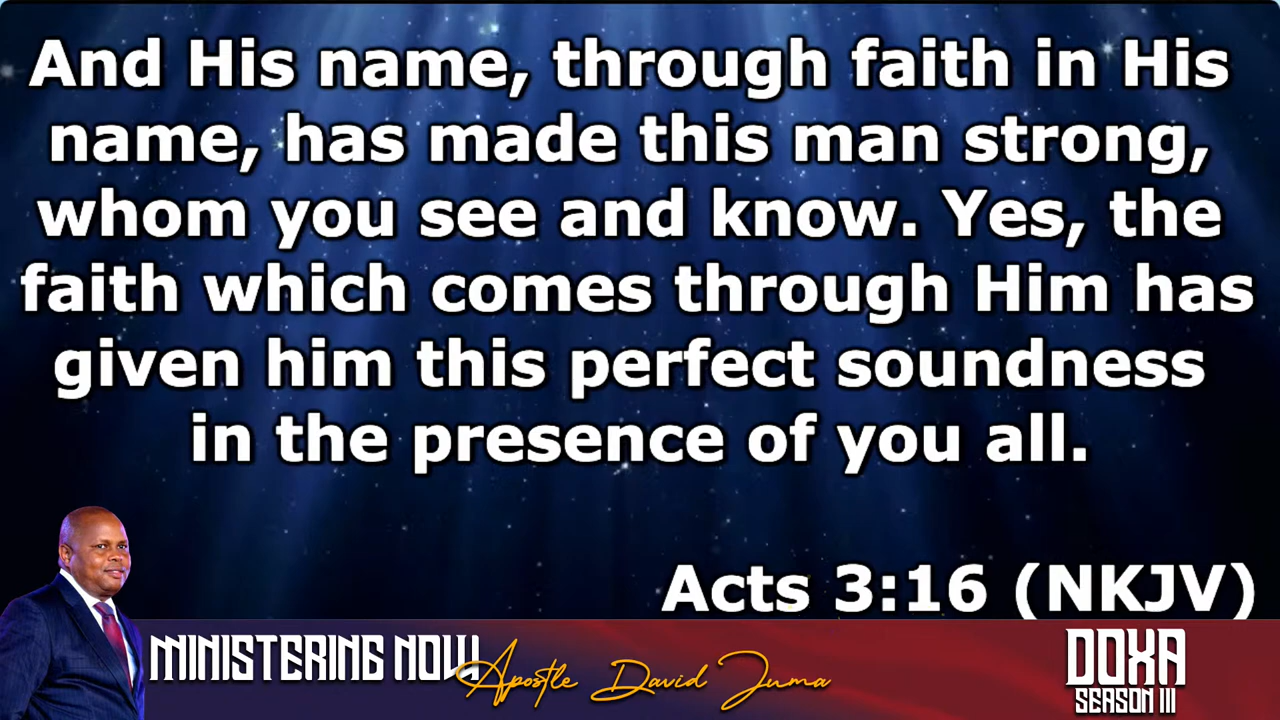 And His name, through faith in His
name, has made this man strong,
whom you see and know. Yes, the
faith which comes through Him has
given him this perfect soundness
in the presence of you all.
Acts 3:16 (NKJV)
MINISTERING NOW
Apostle David Juma
DOXA
SEASON III